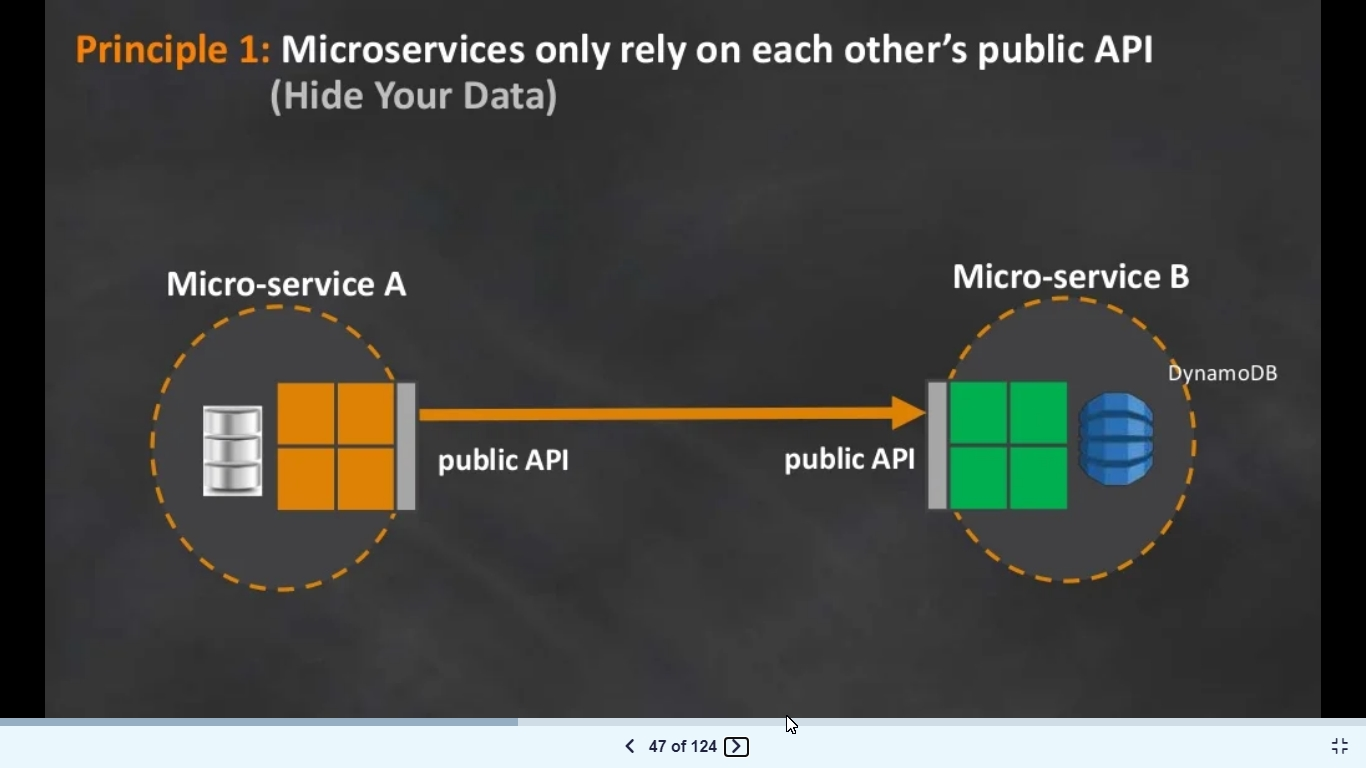 Principle 1: Microservices only rely on each other’s public API
(Hide Your Data)
Micro-service A
Micro-service B
DynamoDB
public API
public API
47 of 124